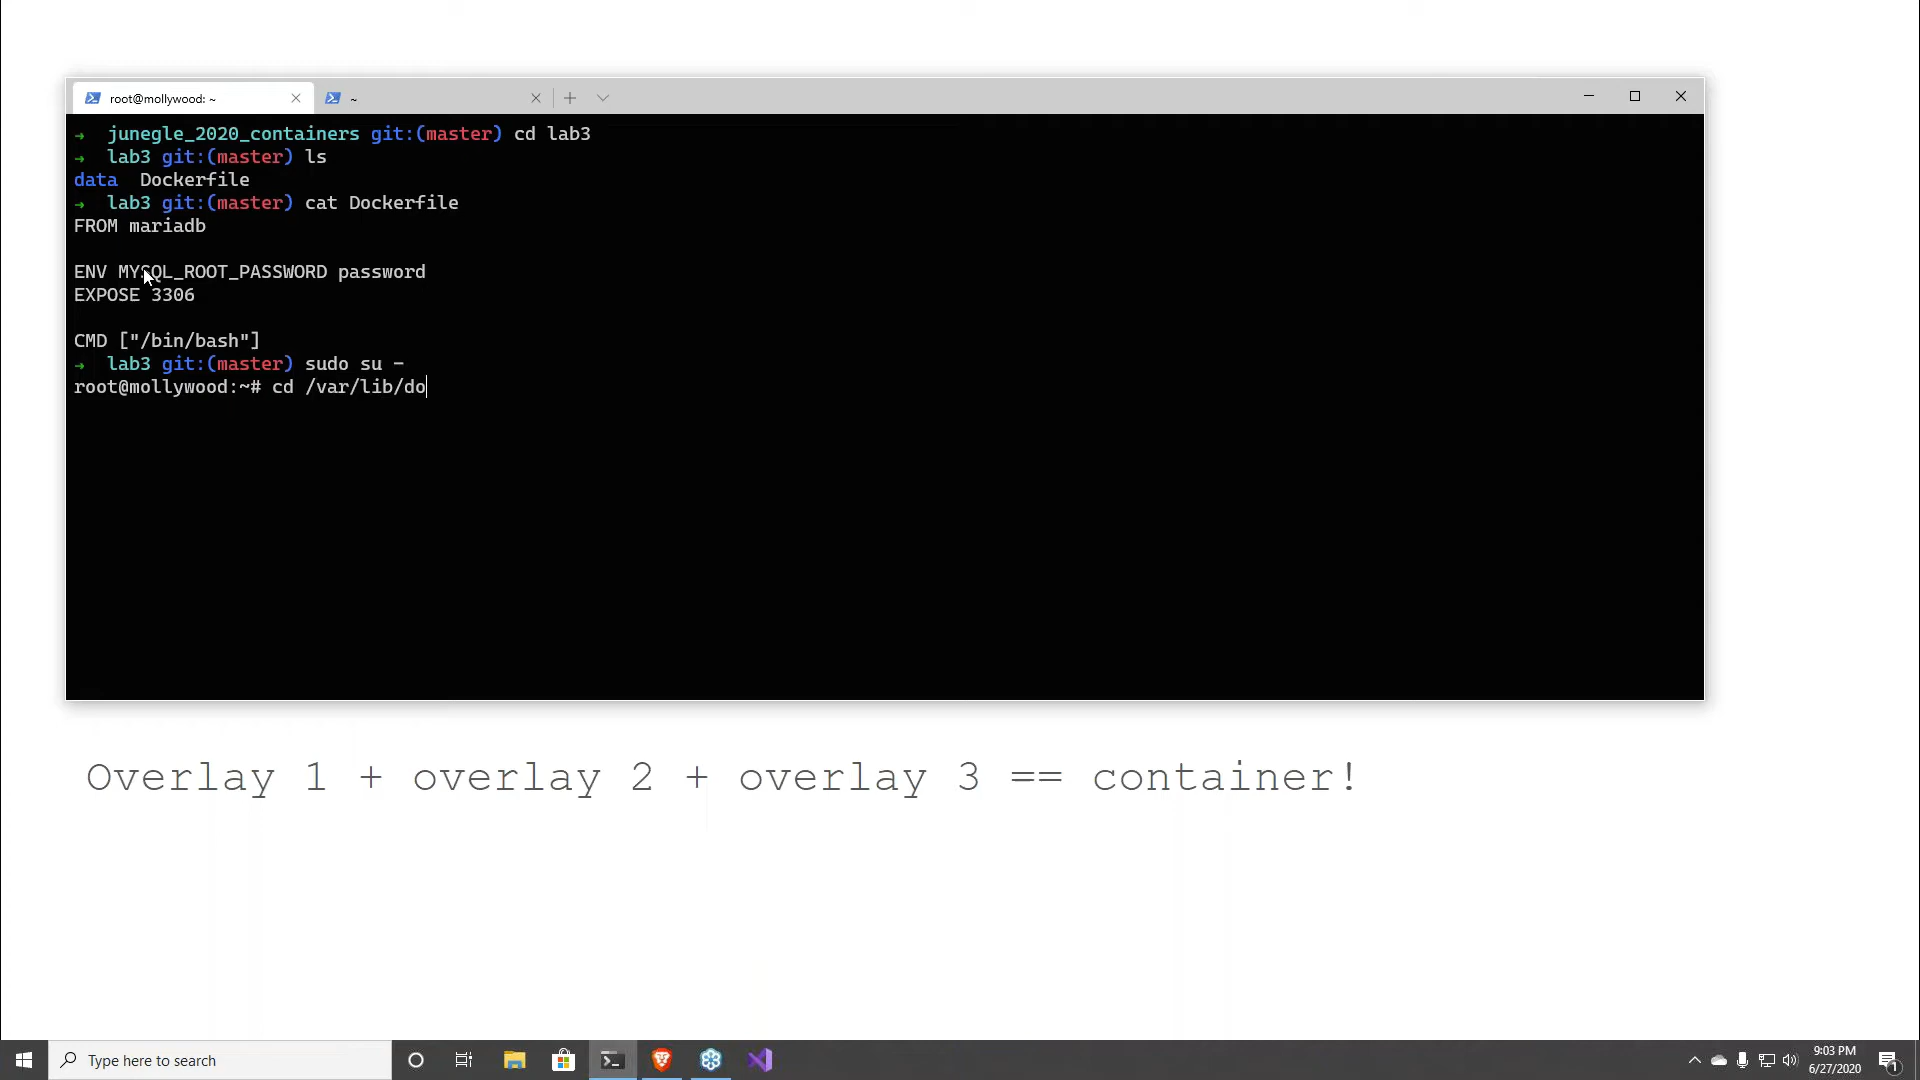 root@mollywood: ~
~
→ junegle_2020_containers git:(master) cd lab3
→ lab3 git:(master) ls
data Dockerfile
→ lab3 git:(master) cat Dockerfile
FROM mariadb
ENV MYSQL_ROOT_PASSWORD password
EXPOSE 3306
CMD ["/bin/bash"]
→ lab3 git:(master) sudo su -
root@mollywood:~# cd /var/lib/do
Overlay 1 + overlay 2 + overlay 3 == container!
Type here to search
9:03 PM
6/27/2020
1